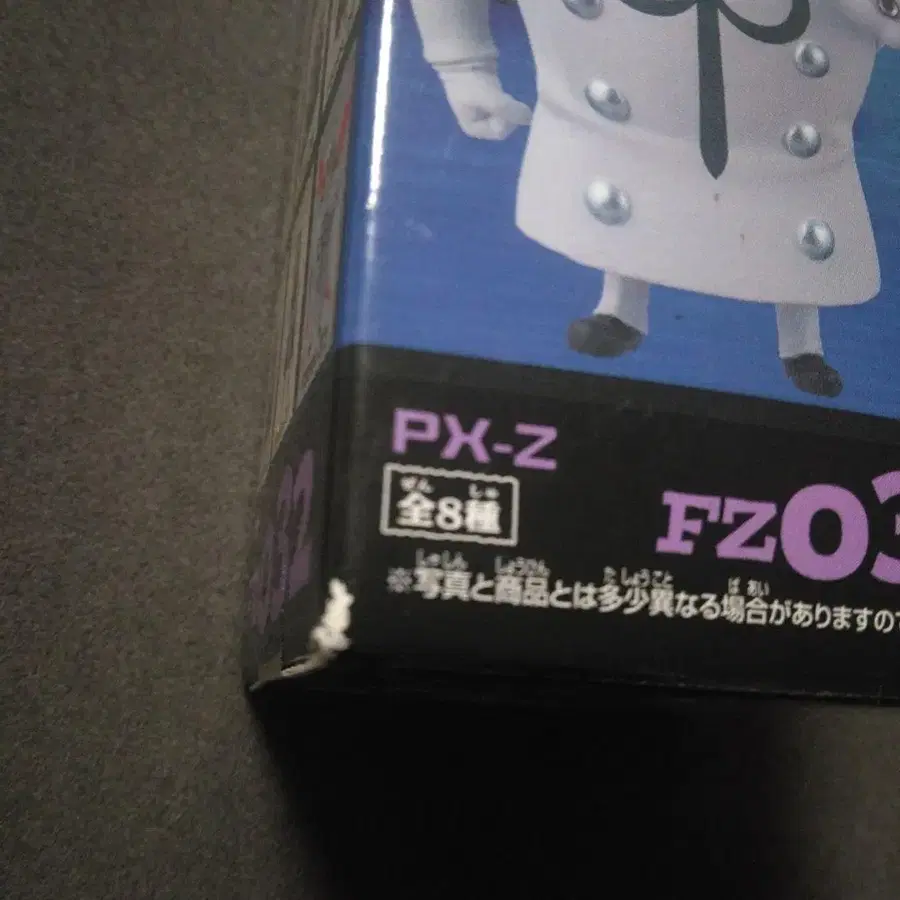 PX-Z
ぜん しゅ
全8種
FZ03
しゃしん しょうひん たしょうこと ばあい
※写真と商品とは多少異なる場合がありますので
032